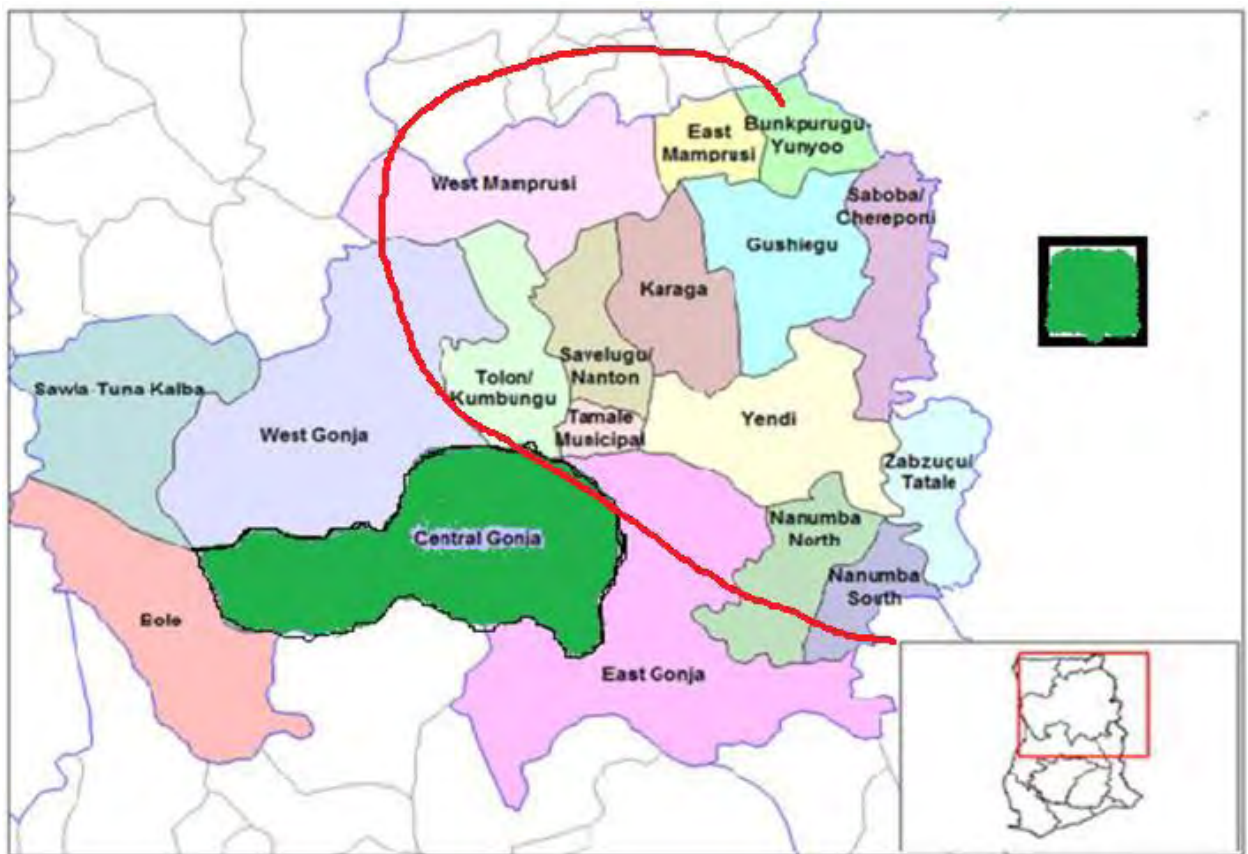 East
Mamprusi
Bunkpurugu-
Yunyoo
West Mamprusi
Saboba/
Chereponi
Gushiegu
Karaga
Savelugu/
Nanton
Sawla-Tuna Kalba
Tolon/
Kumbungu
Tamale
Municipal
Yendi
West Gonja
Zabzugu/
Tatale
Nanumba
North
Central Gonja
Nanumba
South
Bole
East Gonja